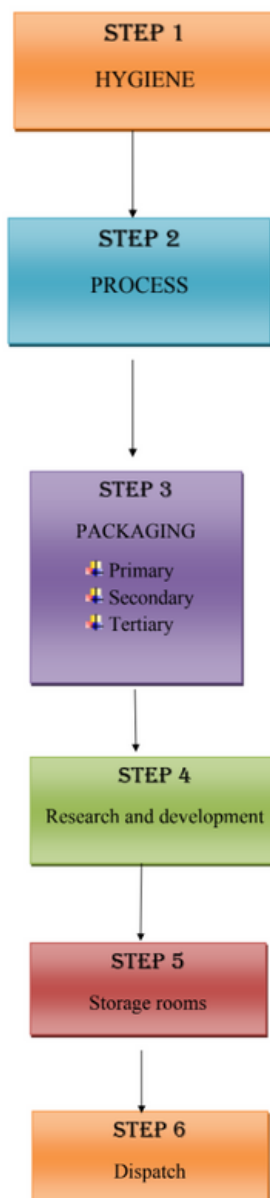 STEP 1
HYGIENE
STEP 2
PROCESS
STEP 3
PACKAGING
Primary
Secondary
Tertiary
STEP 4
Research and development
STEP 5
Storage rooms
STEP 6
Dispatch